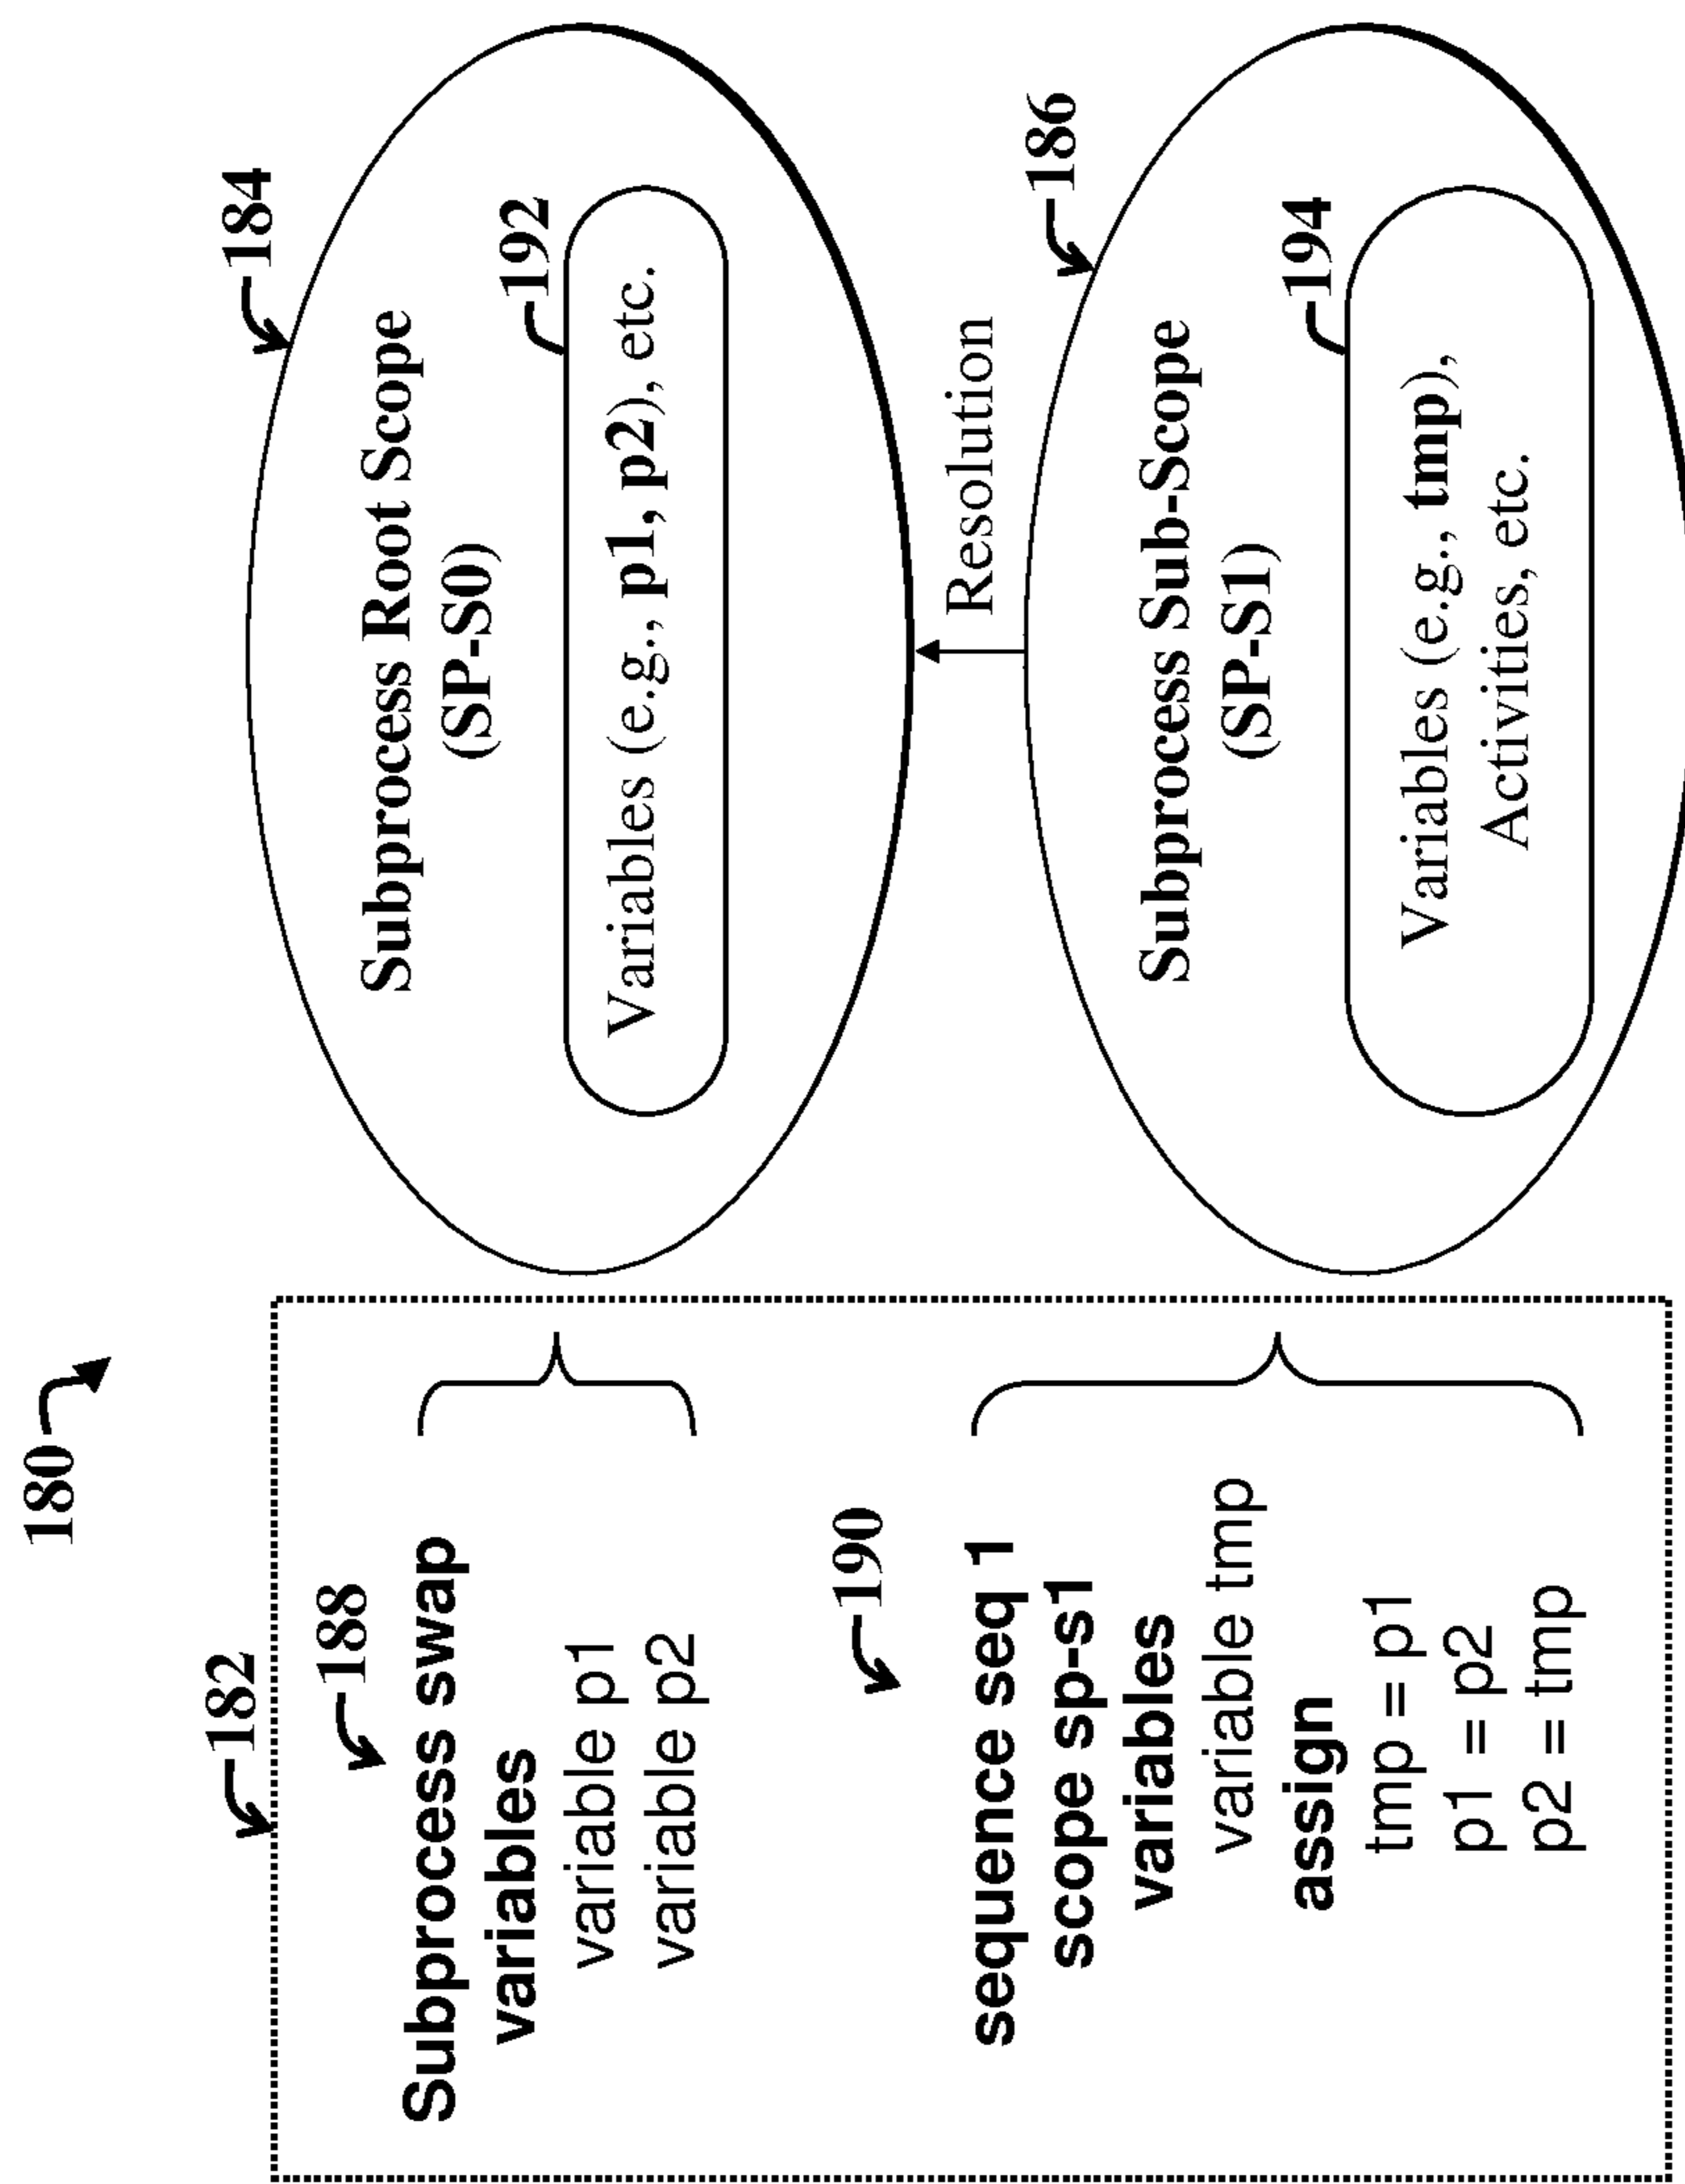 180
182
188
Subprocess swap
variables
variable p1
variable p2
190
sequence seq 1
scope sp-s1
variables
variable tmp
assign
tmp = p1
p1 = p2
p2 = tmp
184
Subprocess Root Scope
(SP-S0)
192
Variables (e.g., p1, p2), etc.
Resolution
186
Subprocess Sub-Scope
(SP-S1)
194
Variables (e.g., tmp),
Activities, etc.